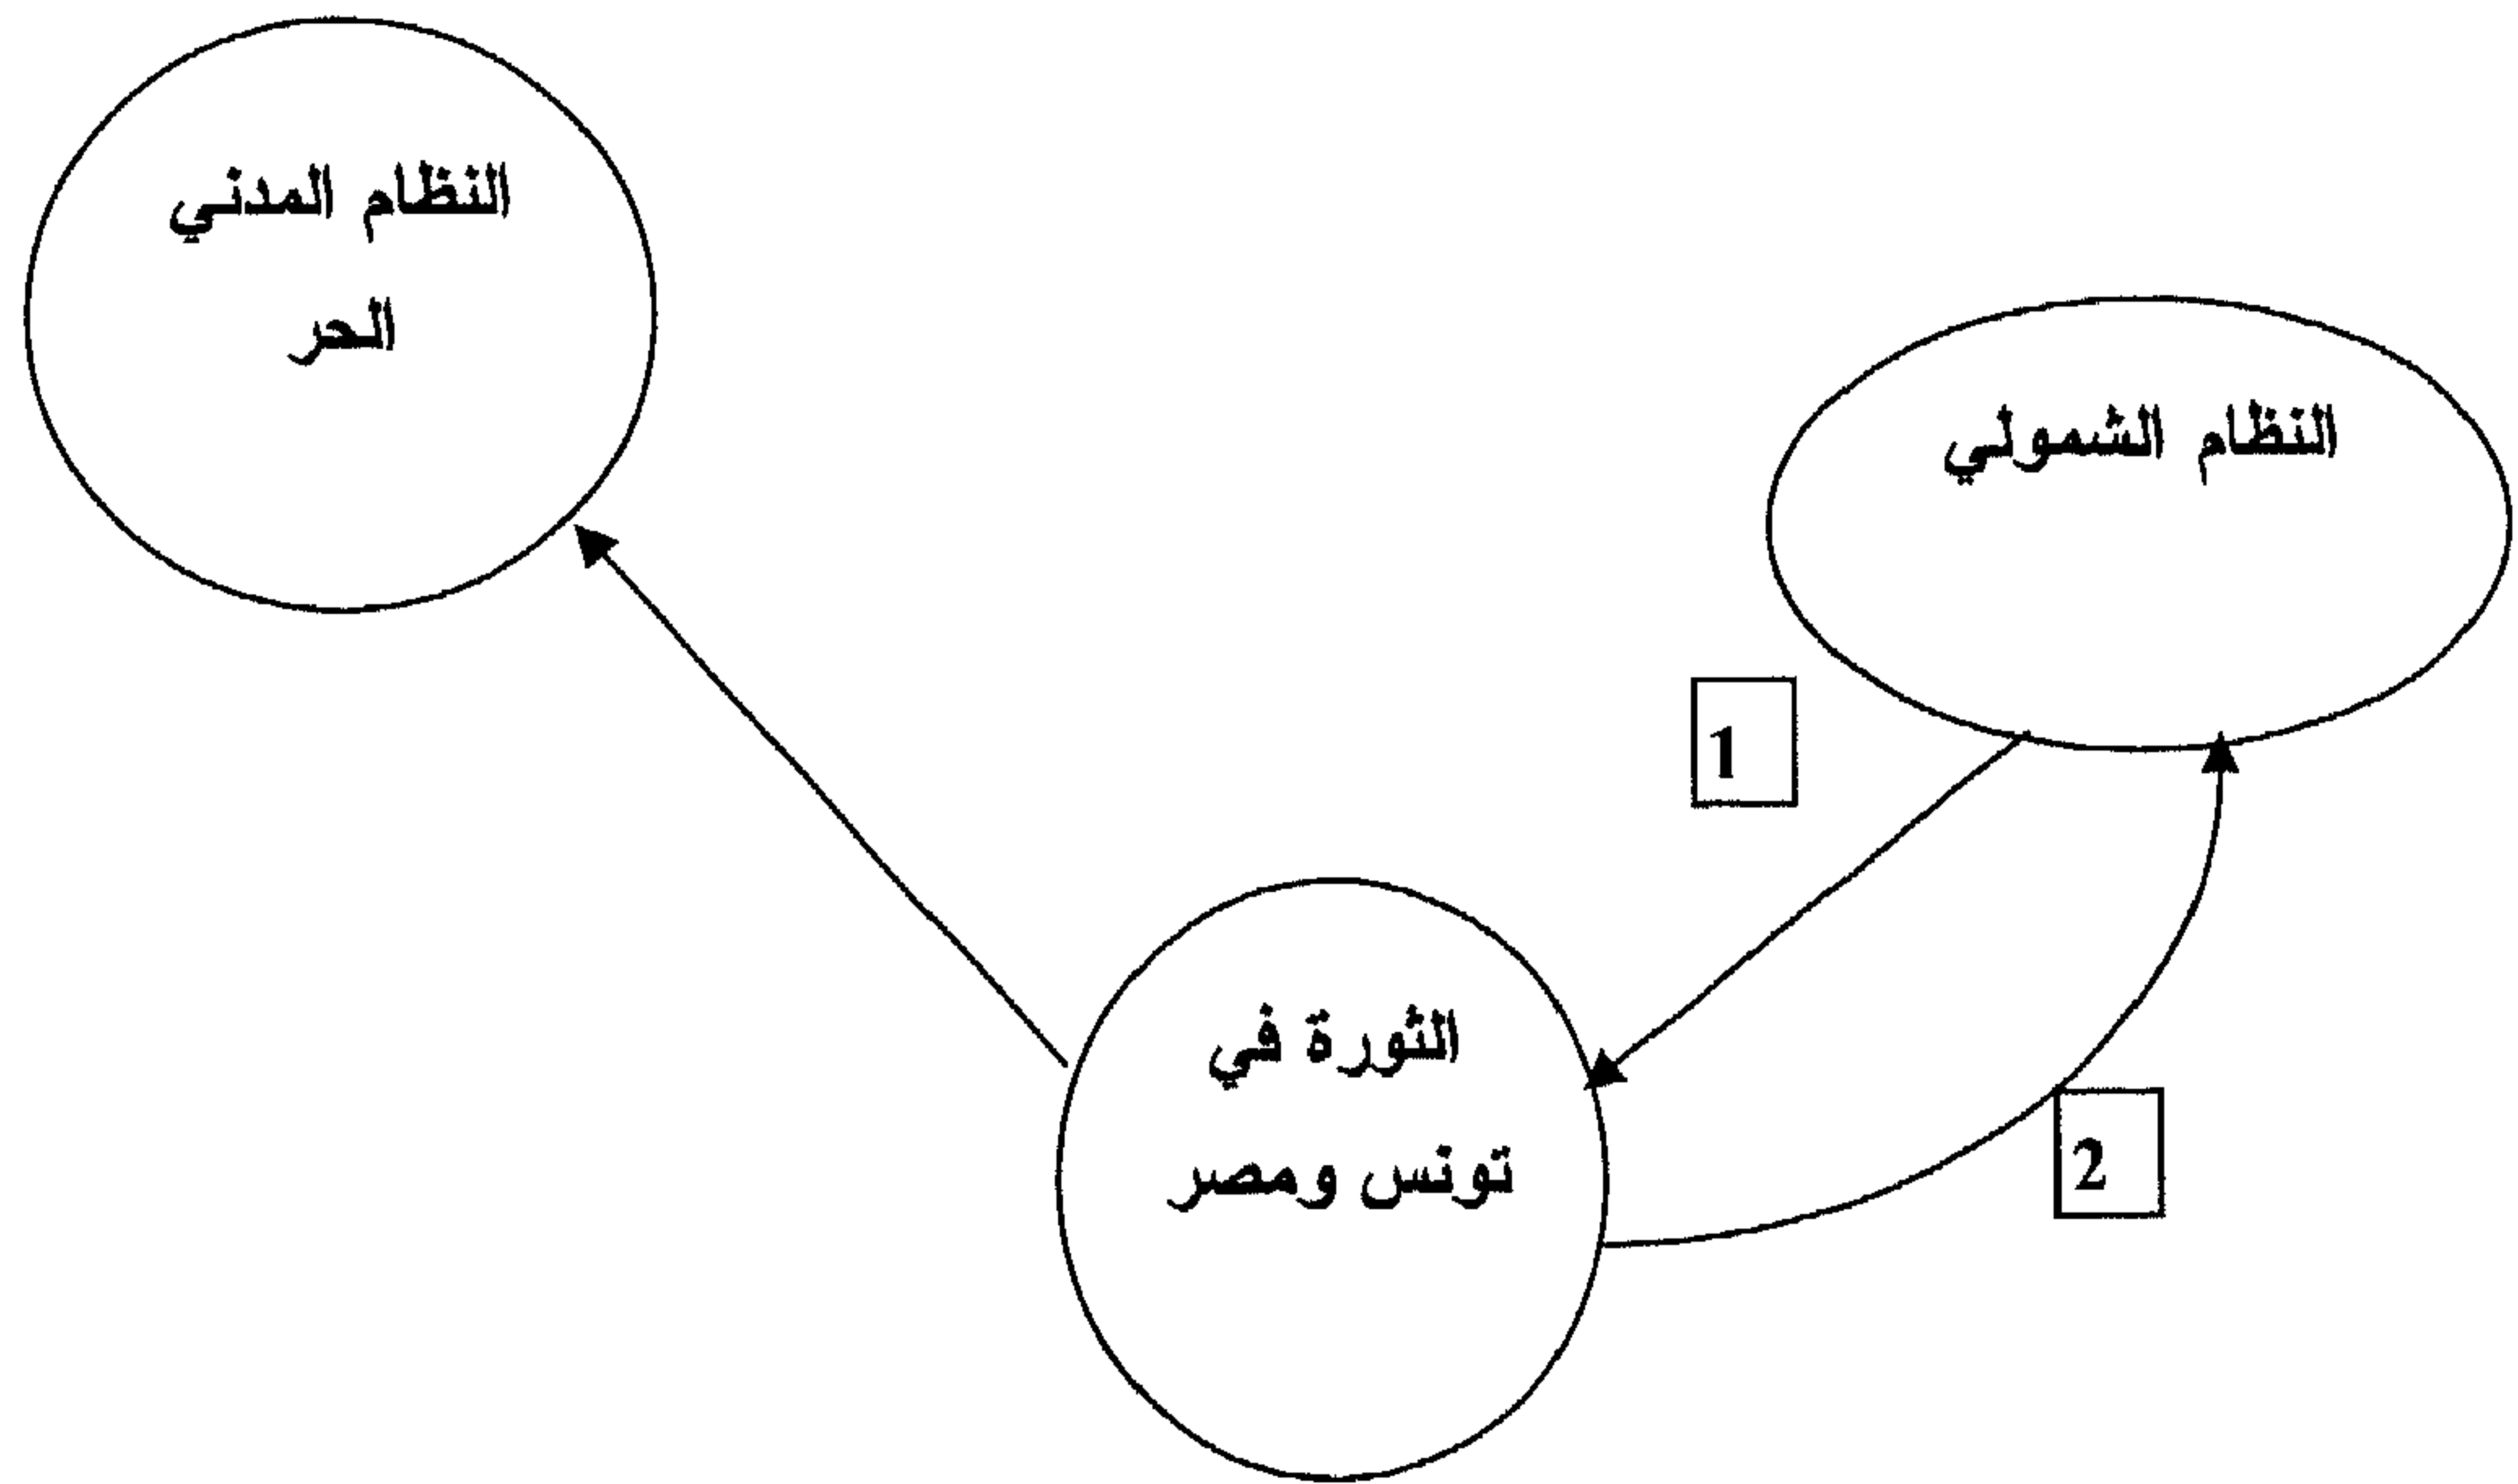 النظام المدني
الحر
النظام الشمولي
1
الثورة في
تونس ومصر
2